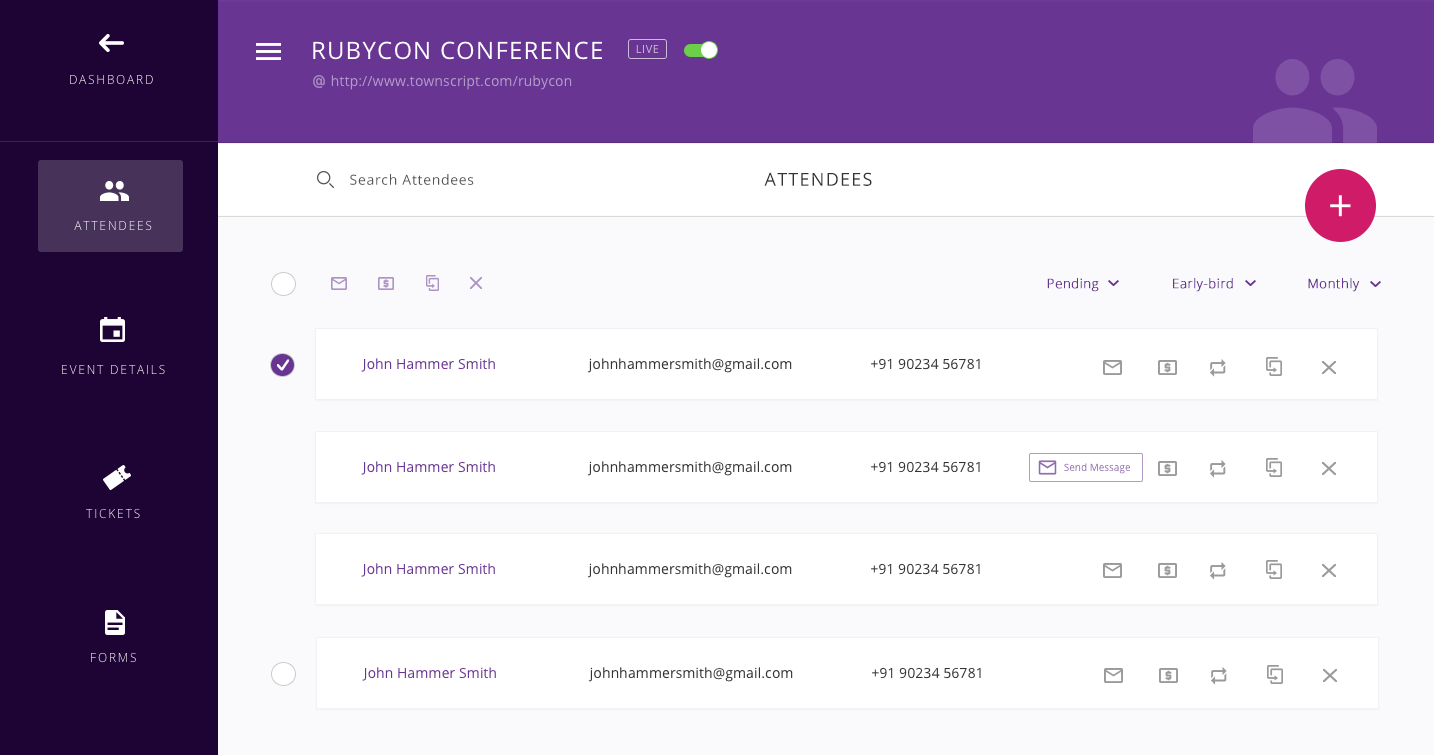 DASHBOARD
ATTENDEES
EVENT DETAILS
TICKETS
FORMS
RUBYCON CONFERENCE LIVE
@ http://www.townscript.com/rubycon
Search Attendees ATTENDEES
Pending Early-bird Monthly
John Hammer Smith johnhammersmith@gmail.com +91 90234 56781
John Hammer Smith johnhammersmith@gmail.com +91 90234 56781 Send Message
John Hammer Smith johnhammersmith@gmail.com +91 90234 56781
John Hammer Smith johnhammersmith@gmail.com +91 90234 56781